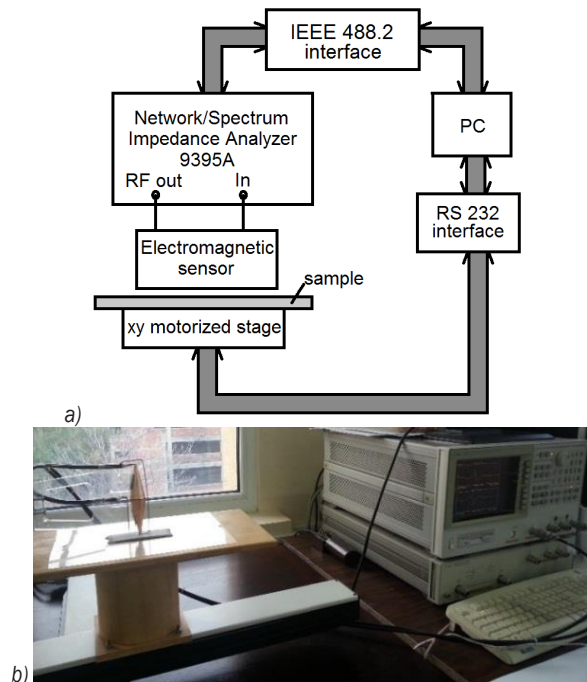 IEEE 488.2
interface
Network/Spectrum
Impedance Analyzer
9395A
RF out
In
PC
RS 232
interface
Electromagnetic
sensor
sample
xy motorized stage
a)
b)